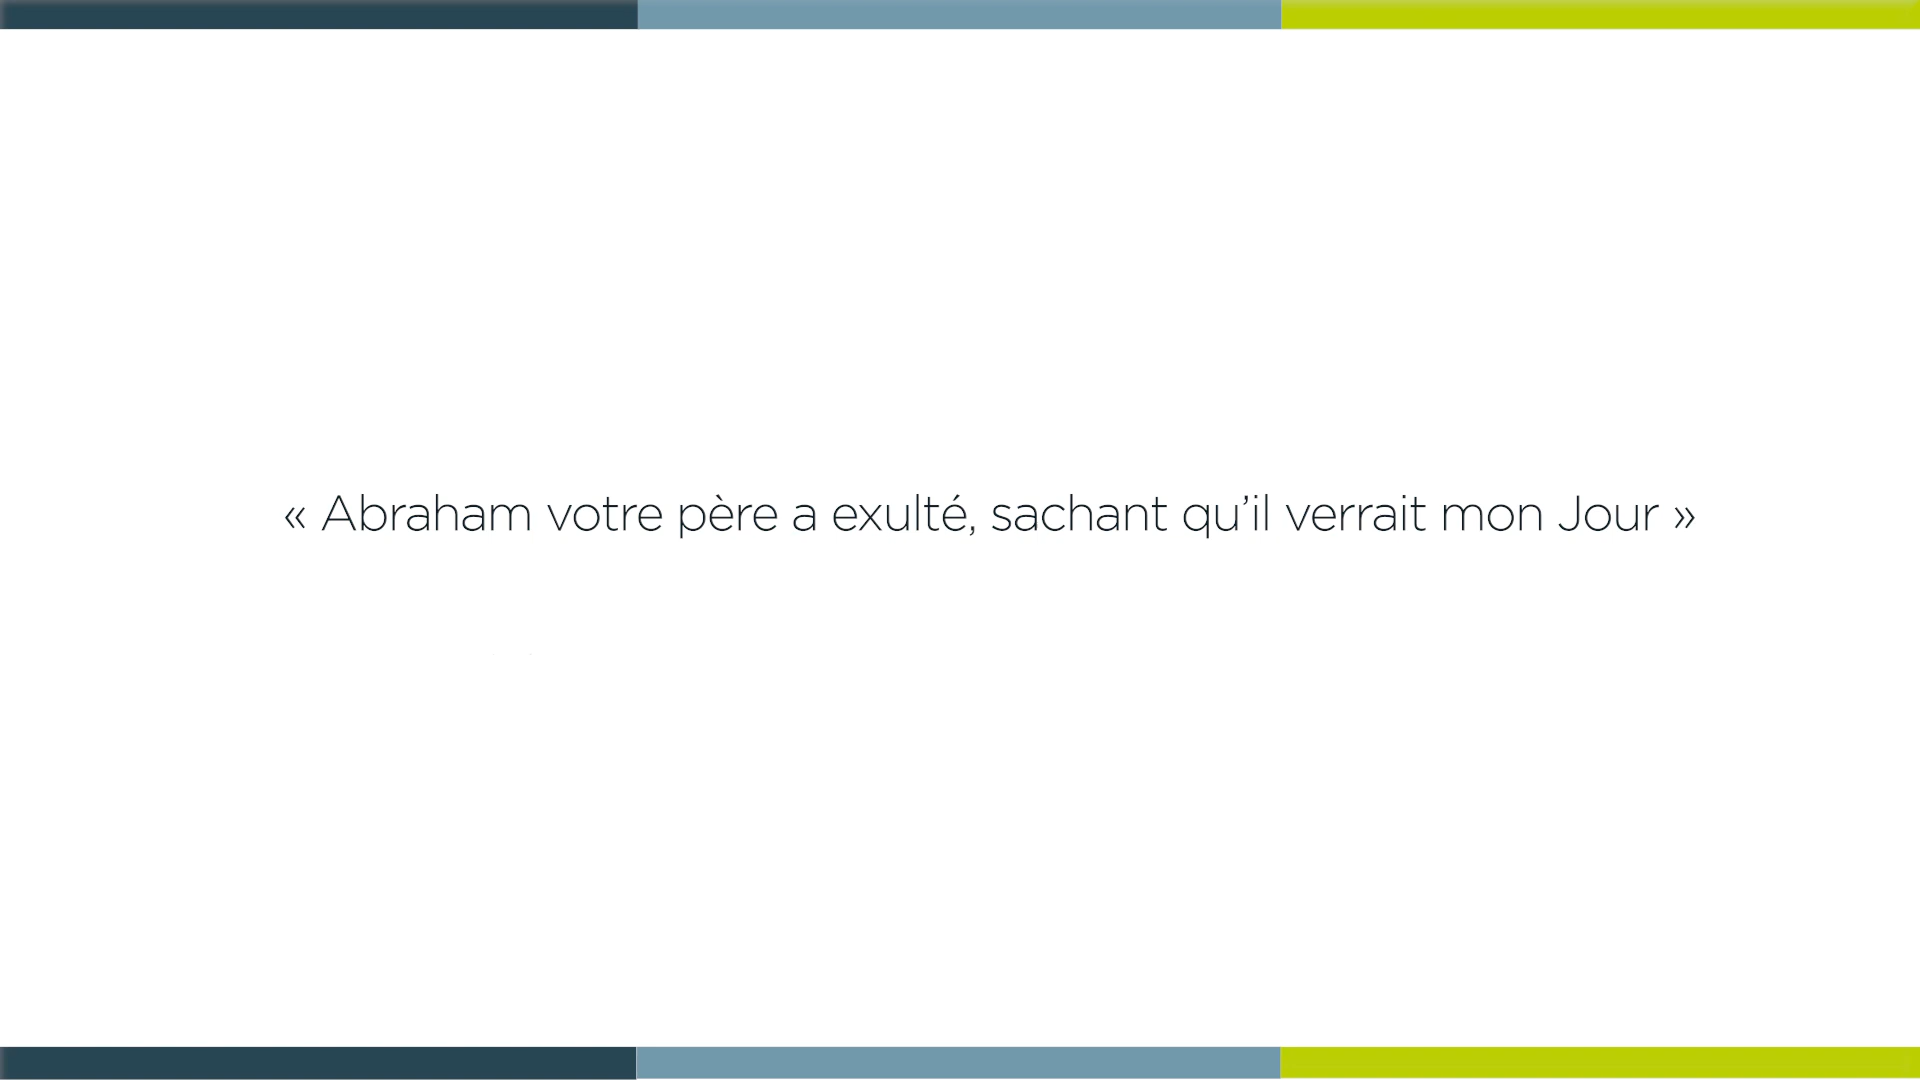 « Abraham votre père a exulté, sachant qu’il verrait mon Jour »